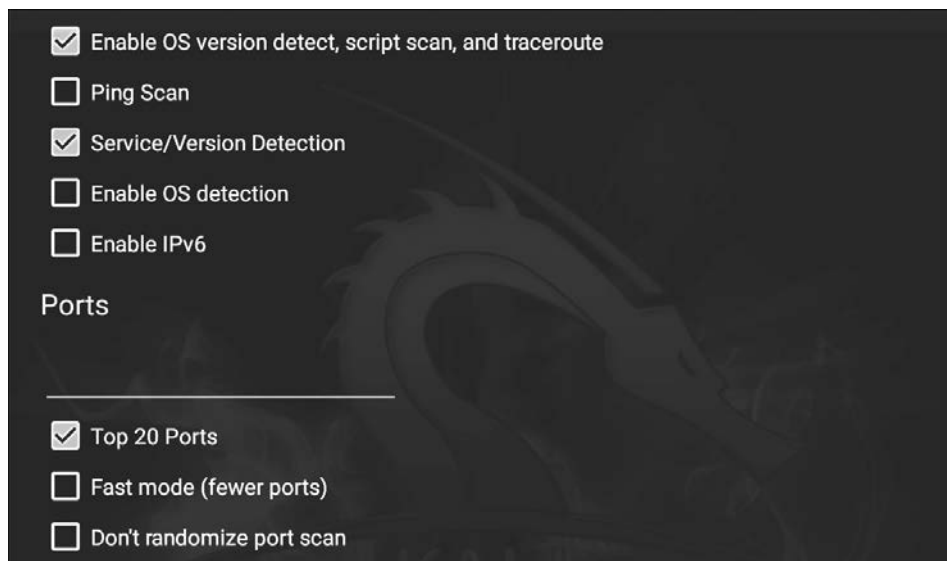 Enable OS version detect, script scan, and traceroute
Ping Scan
Service/Version Detection
Enable OS detection
Enable IPv6
Ports
Top 20 Ports
Fast mode (fewer ports)
Don't randomize port scan